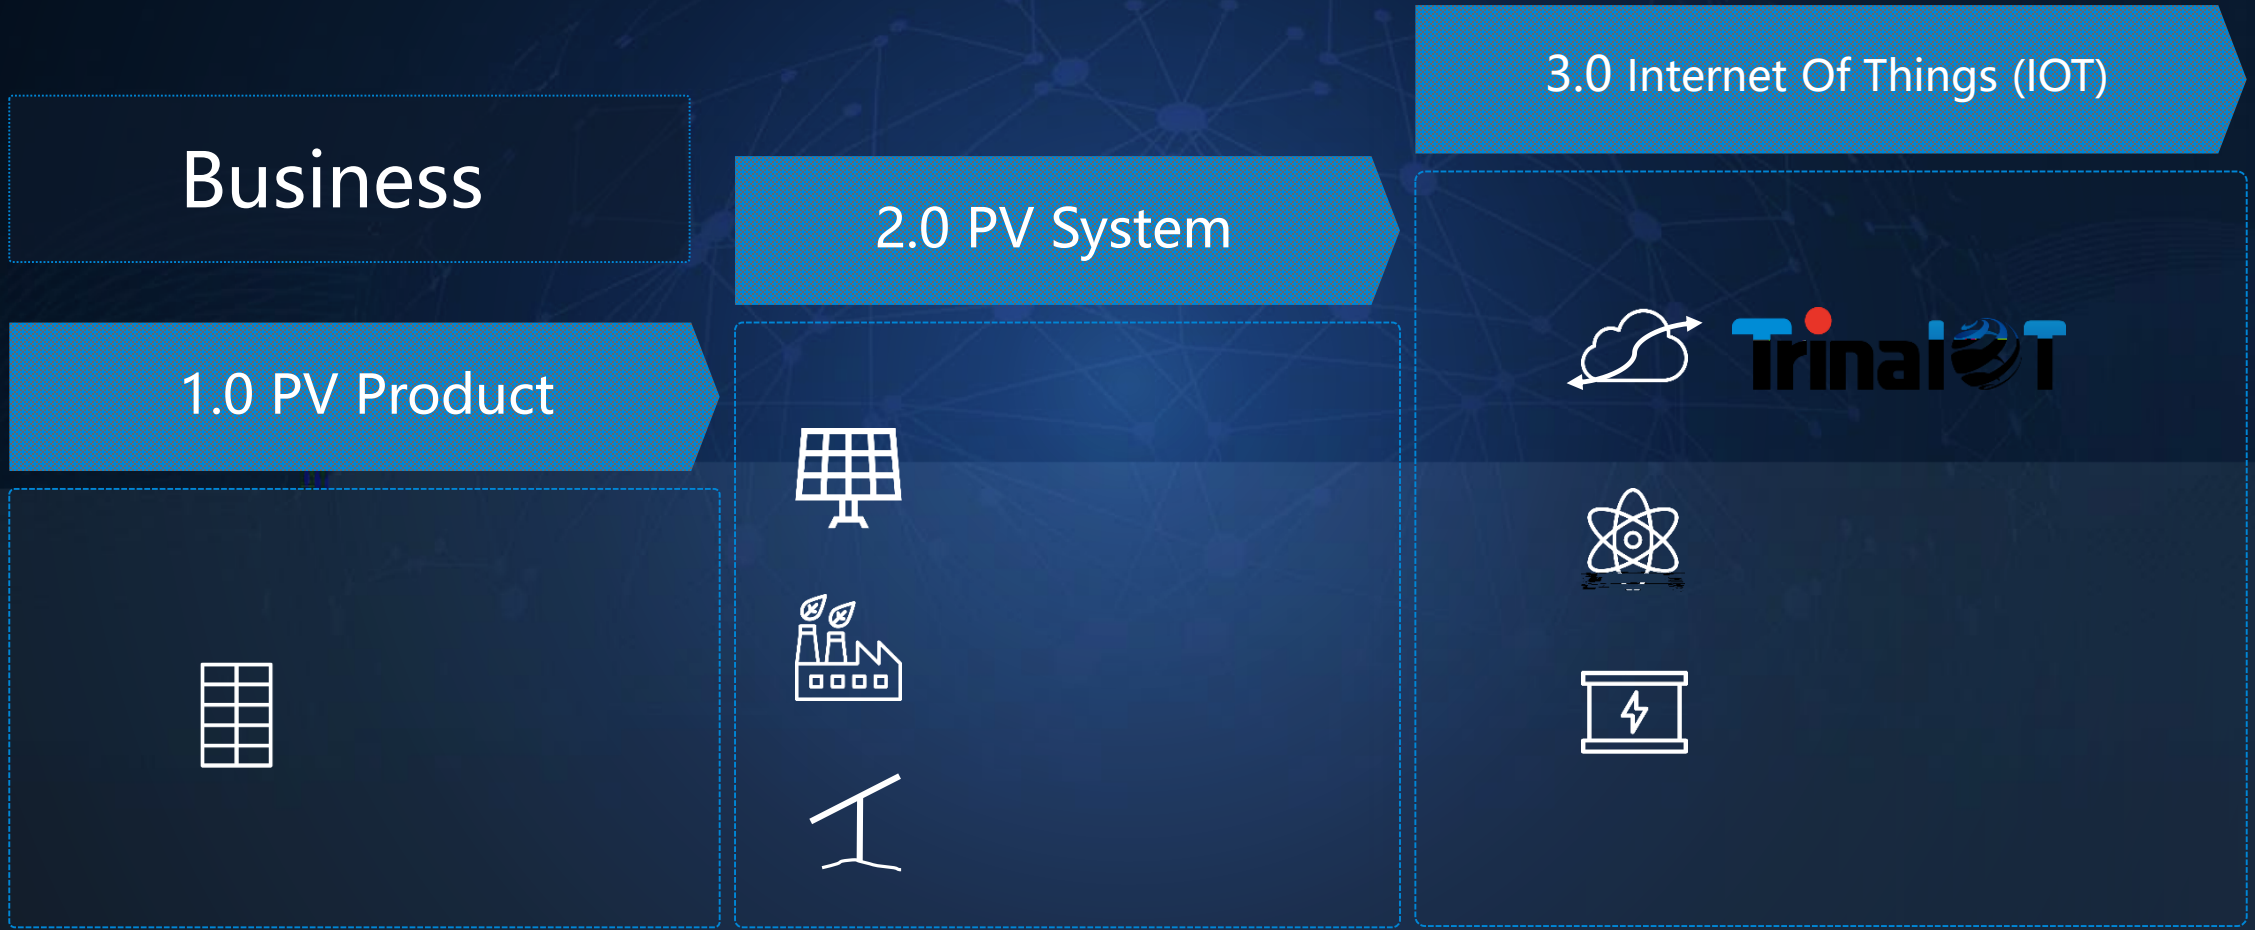 Business
1.0 PV Product
2.0 PV System
3.0 Internet Of Things (IOT)
TrinaIOT